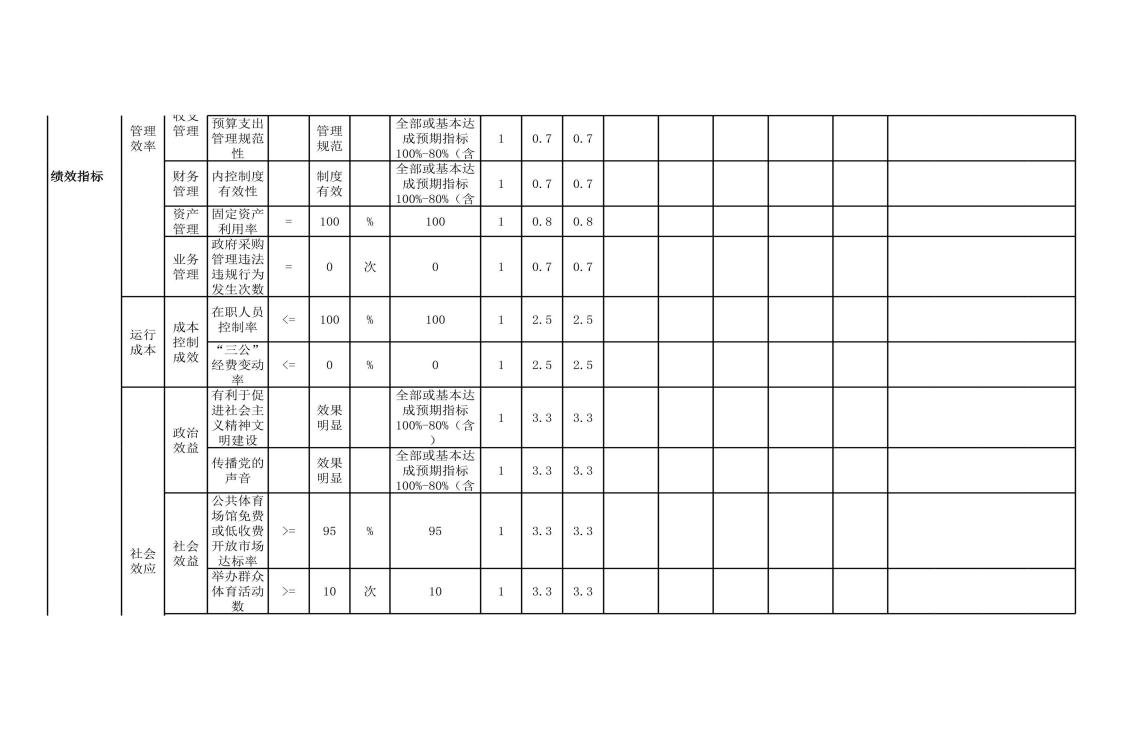 绩效指标
管理
效率
管理
预算支出
管理规范
性
管理
规范
全部或基本达
成预期指标
100%-80%（含
1
0.7
0.7
财务
管理
内控制度
有效性
制度
有效
全部或基本达
成预期指标
100%-80%（含
1
0.7
0.7
资产
管理
固定资产
利用率
=
100
%
100
1
0.8
0.8
业务
管理
政府采购
管理违法
违规行为
发生次数
=
0
次
0
1
0.7
0.7
运行
成本
成本
控制
成效
在职人员
控制率
<=
100
%
100
1
2.5
2.5
“三公”
经费变动
率
<=
0
%
0
1
2.5
2.5
社会
效应
政治
效益
有利于促
进社会主
义精神文
明建设
效果
明显
全部或基本达
成预期指标
100%-80%（含
）
1
3.3
3.3
传播党的
声音
效果
明显
全部或基本达
成预期指标
100%-80%（含
1
3.3
3.3
社会
效益
公共体育
场馆免费
或低收费
开放市场
达标率
>=
95
%
95
1
3.3
3.3
举办群众
体育活动
数
>=
10
次
10
1
3.3
3.3